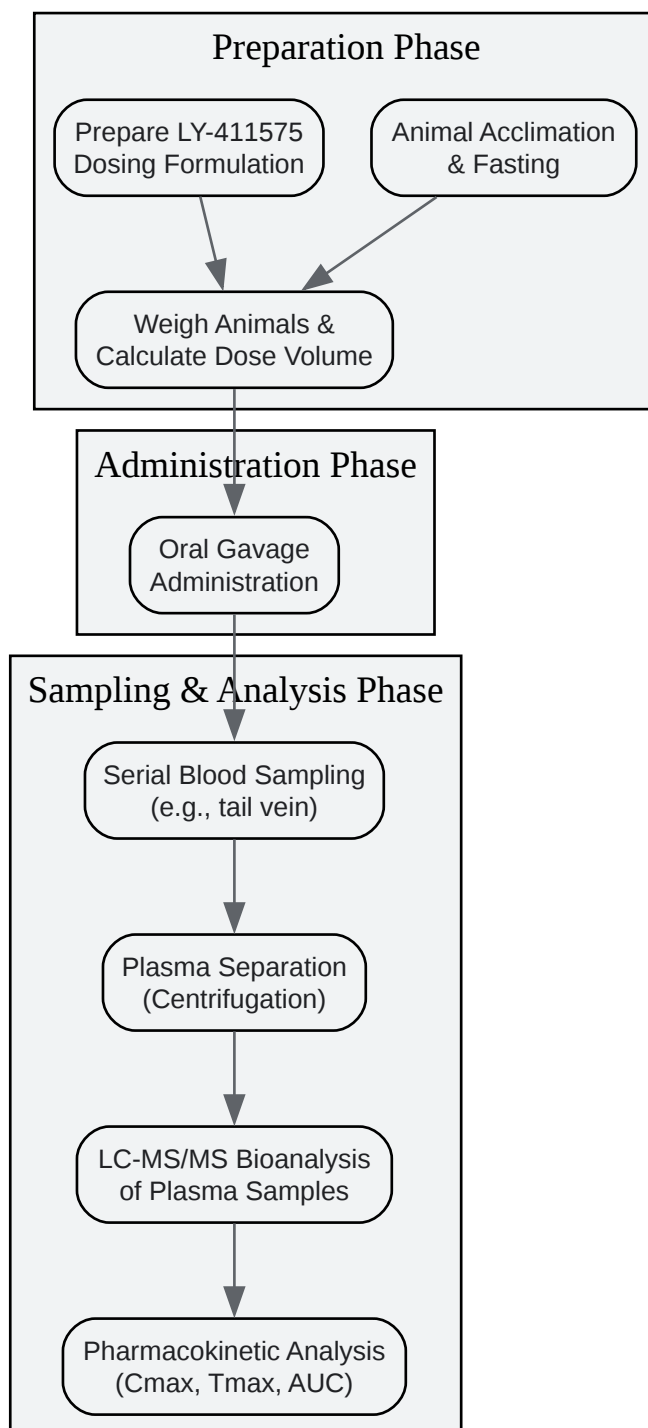 Preparation Phase
Prepare LY-411575
Dosing Formulation
Animal Acclimation
& Fasting
Weigh Animals &
Calculate Dose Volume
Administration Phase
Oral Gavage
Administration
Sampling & Analysis Phase
Serial Blood Sampling
(e.g., tail vein)
Plasma Separation
(Centrifugation)
LC-MS/MS Bioanalysis
of Plasma Samples
Pharmacokinetic Analysis
(Cmax, Tmax, AUC)